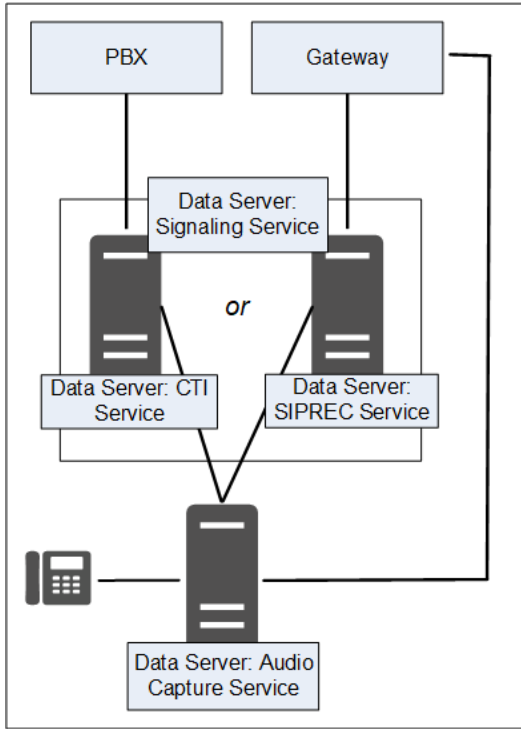 PBX
Gateway
Data Server:
Signaling Service
or
Data Server: CTI
Service
Data Server:
SIPREC Service
Data Server: Audio
Capture Service